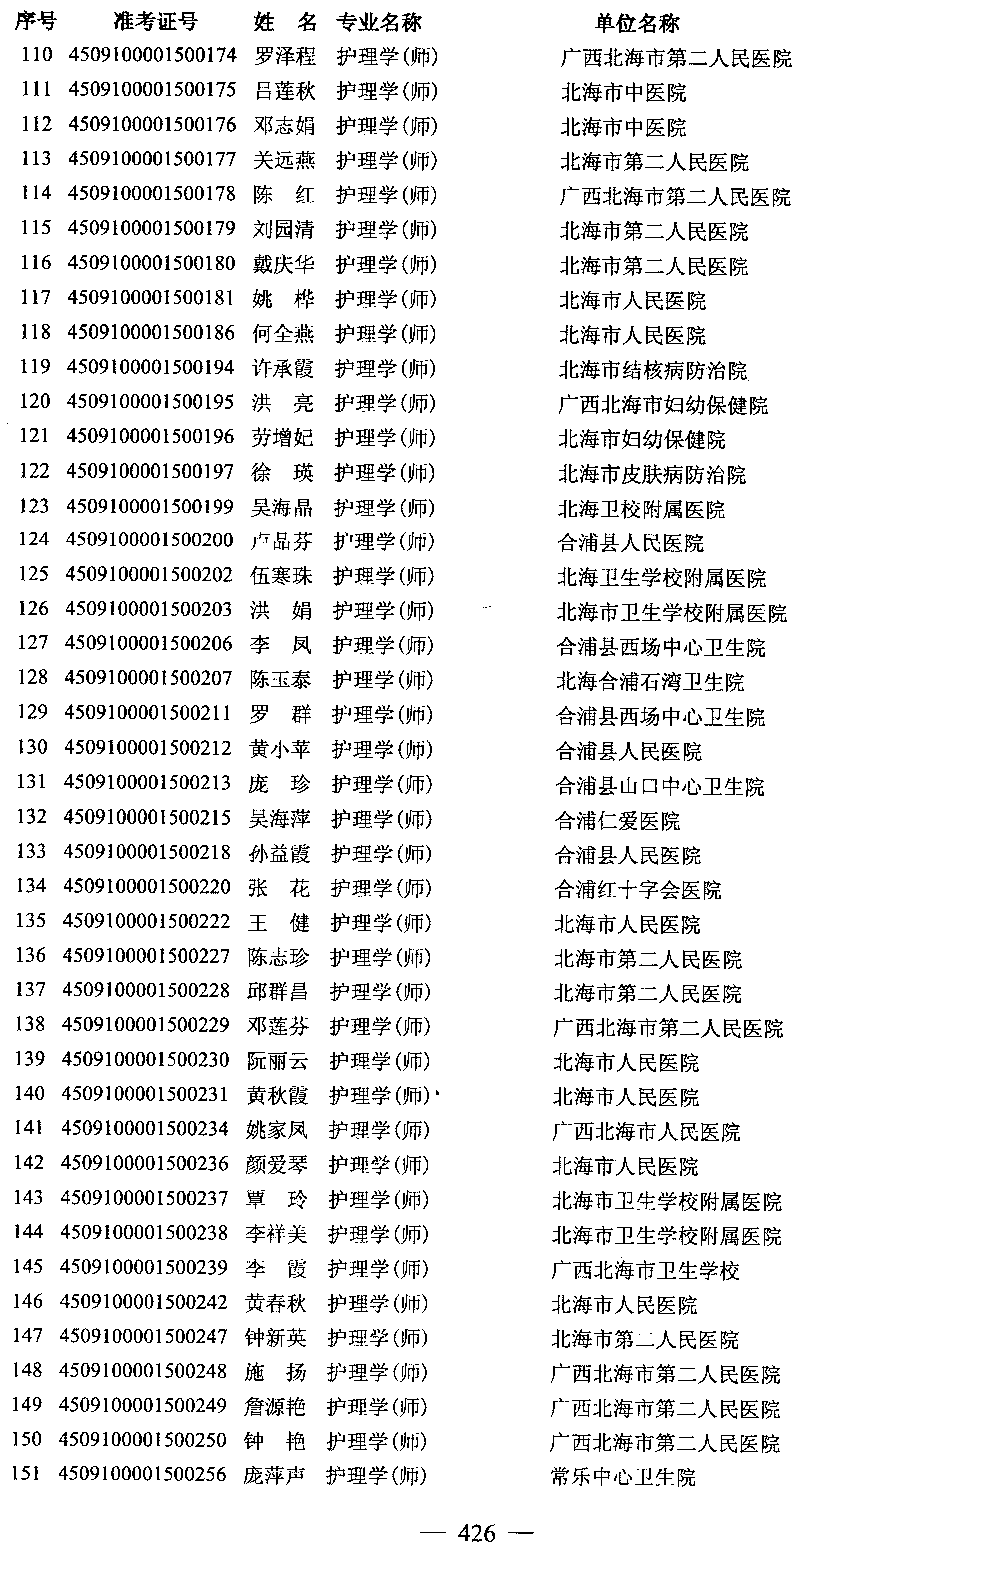 序号 准考证号 姓 名 专业名称 单位名称
110 4509100001500174 罗泽程 护理学(师) 广西北海市第二人民医院
111 4509100001500175 吕莲秋 护理学(师) 北海市中医院
112 4509100001500176 邓志娟 护理学(师) 北海市中医院
113 4509100001500177 关远燕 护理学(师) 北海市第二人民医院
114 4509100001500178 陈 红 护理学(师) 广西北海市第二人民医院
115 4509100001500179 刘园清 护理学(师) 北海市第二人民医院
116 4509100001500180 戴庆华 护理学(师) 北海市第二人民医院
117 4509100001500181 姚 桦 护理学(师) 北海市人民医院
118 4509100001500186 何全燕 护理学(师) 北海市人民医院
119 4509100001500194 许承霞 护理学(师) 北海市结核病防治院
120 4509100001500195 洪 亮 护理学(师) 广西北海市妇幼保健院
121 4509100001500196 劳增妃 护理学(师) 北海市妇幼保健院
122 4509100001500197 徐 瑛 护理学(师) 北海市皮肤病防治院
123 4509100001500199 吴海晶 护理学(师) 北海卫校附属医院
124 4509100001500200 卢品芬 护理学(师) 合浦县人民医院
125 4509100001500202 伍寒珠 护理学(师) 北海卫生学校附属医院
126 4509100001500203 洪 娟 护理学(师) 北海市卫生学校附属医院
127 4509100001500206 李 凤 护理学(师) 合浦县西场中心卫生院
128 4509100001500207 陈玉泰 护理学(师) 北海合浦石湾卫生院
129 4509100001500211 罗 群 护理学(师) 合浦县西场中心卫生院
130 4509100001500212 黄小苹 护理学(师) 合浦县人民医院
131 4509100001500213 庞 珍 护理学(师) 合浦县山口中心卫生院
132 4509100001500215 吴海萍 护理学(师) 合浦仁爱医院
133 4509100001500218 孙益霞 护理学(师) 合浦县人民医院
134 4509100001500220 张 花 护理学(师) 合浦红十字会医院
135 4509100001500222 王 健 护理学(师) 北海市人民医院
136 4509100001500227 陈志珍 护理学(师) 北海市第二人民医院
137 4509100001500228 邱群昌 护理学(师) 北海市第二人民医院
138 4509100001500229 邓莲芬 护理学(师) 广西北海市第二人民医院
139 4509100001500230 阮丽云 护理学(师) 北海市人民医院
140 4509100001500231 黄秋霞 护理学(师) 北海市人民医院
141 4509100001500234 姚家凤 护理学(师) 广西北海市人民医院
142 4509100001500236 颜爱琴 护理学(师) 北海市人民医院
143 4509100001500237 覃 玲 护理学(师) 北海市卫生学校附属医院
144 4509100001500238 李祥美 护理学(师) 北海市卫生学校附属医院
145 4509100001500239 李 霞 护理学(师) 广西北海市卫生学校
146 4509100001500242 黄春秋 护理学(师) 北海市人民医院
147 4509100001500247 钟新英 护理学(师) 北海市第二人民医院
148 4509100001500248 施 扬 护理学(师) 广西北海市第二人民医院
149 4509100001500249 詹源艳 护理学(师) 广西北海市第二人民医院
150 4509100001500250 钟 艳 护理学(师) 广西北海市第二人民医院
151 4509100001500256 庞萍声 护理学(师) 常乐中心卫生院
— 426 —